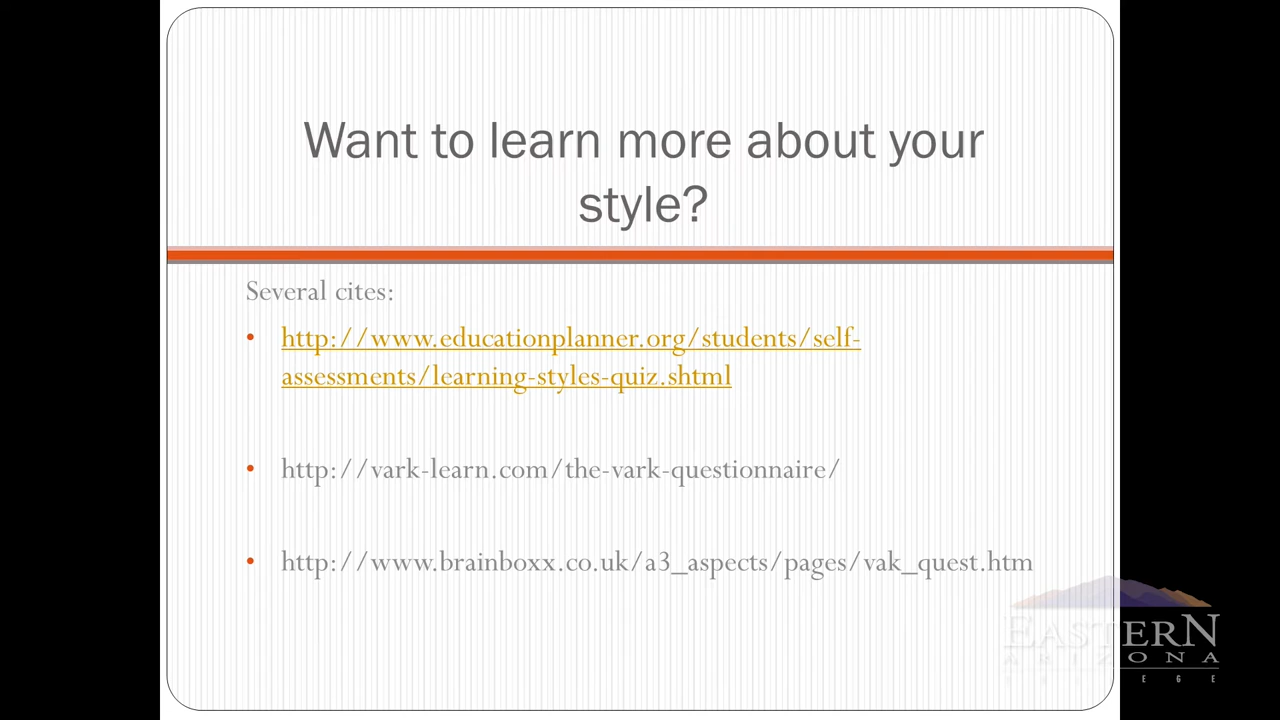 Want to learn more about your
style?
Several cites:
• http://www.educationplanner.org/students/self-
assessments/learning-styles-quiz.shtml
• http://vark-learn.com/the-vark-questionnaire/
• http://www.brainboxx.co.uk/a3_aspects/pages/vak_quest.htm
EASTERN
ARIZONA